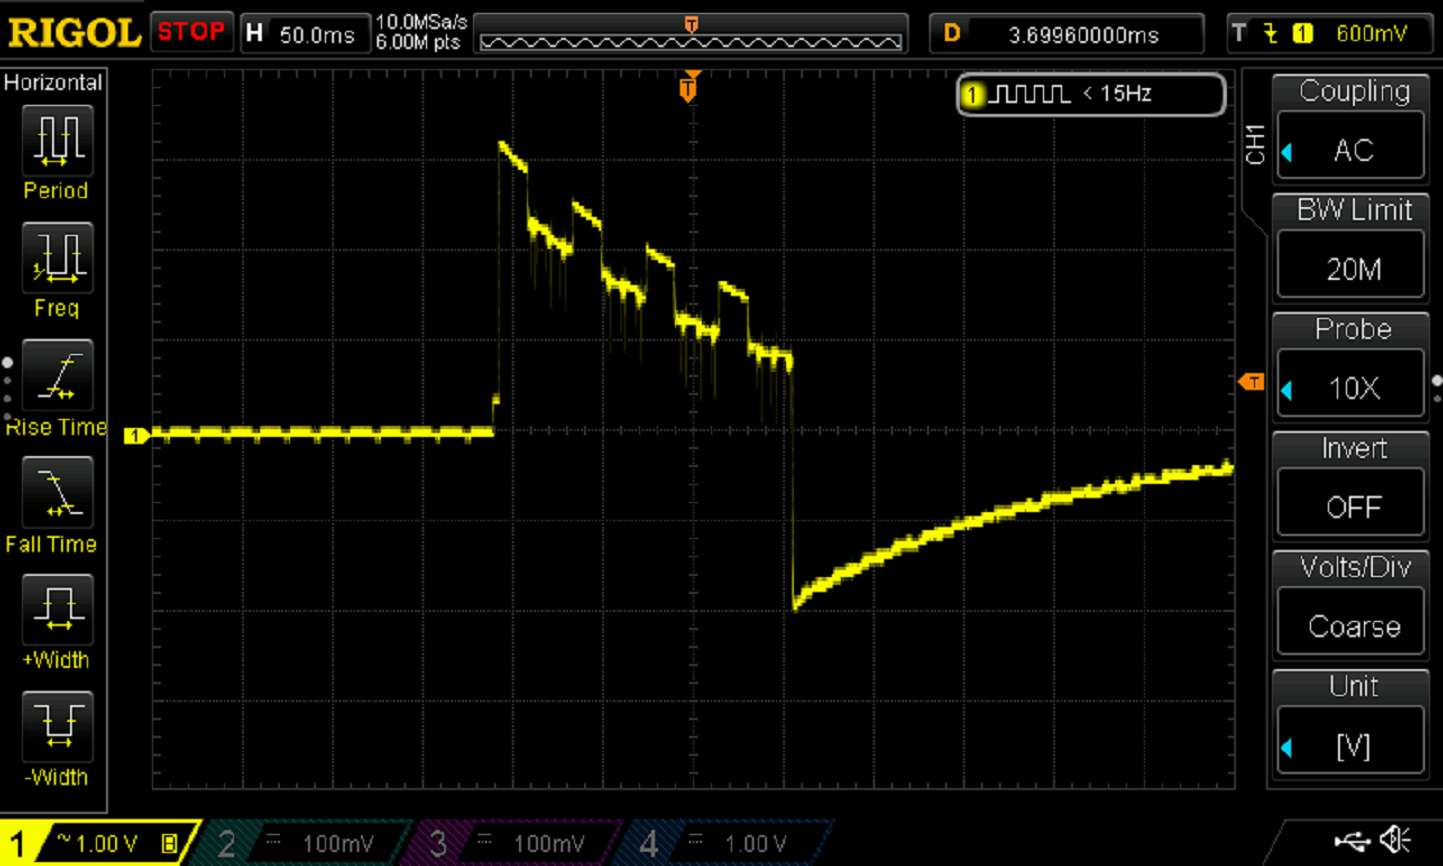 RIGOL STOP H 50.0ms 10.0MSa/s
6.00M pts
D 3.69960000ms T 1 600mV
Horizontal
Period
Freq
Rise Time
Fall Time
+Width
-Width
T
1 < 15Hz
T
1
CH1
Coupling
AC
BW Limit
20M
Probe
10X
Invert
OFF
Volts/Div
Coarse
Unit
[V]
1 ~1.00 V B 2 = 100mV 3 = 100mV 4 = 1.00 V